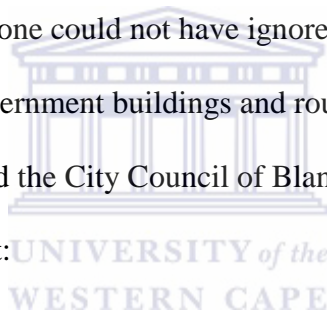 one could not have ignore
ernment buildings and rou
d the City Council of Blan
t:
UNIVERSITY of the
WESTERN CAPE